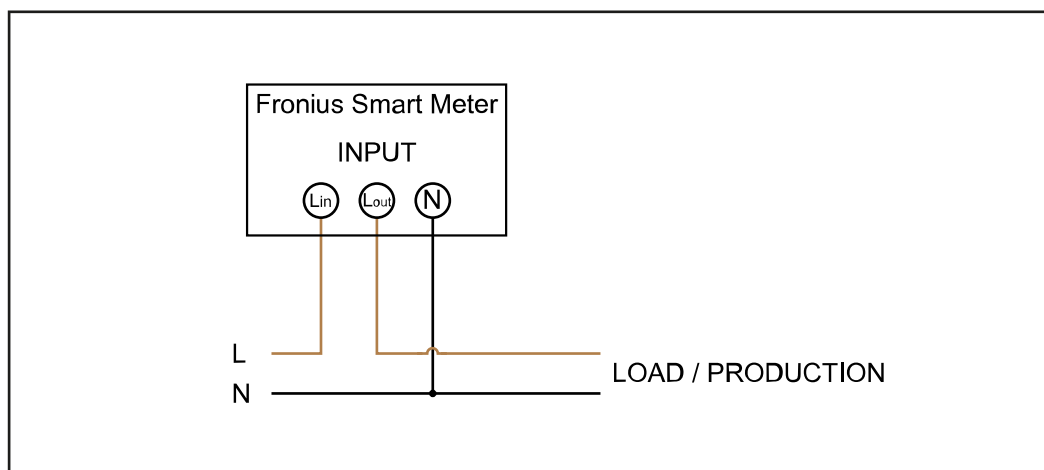 Fronius Smart Meter
INPUT
Lin Lout N
L
N
LOAD / PRODUCTION